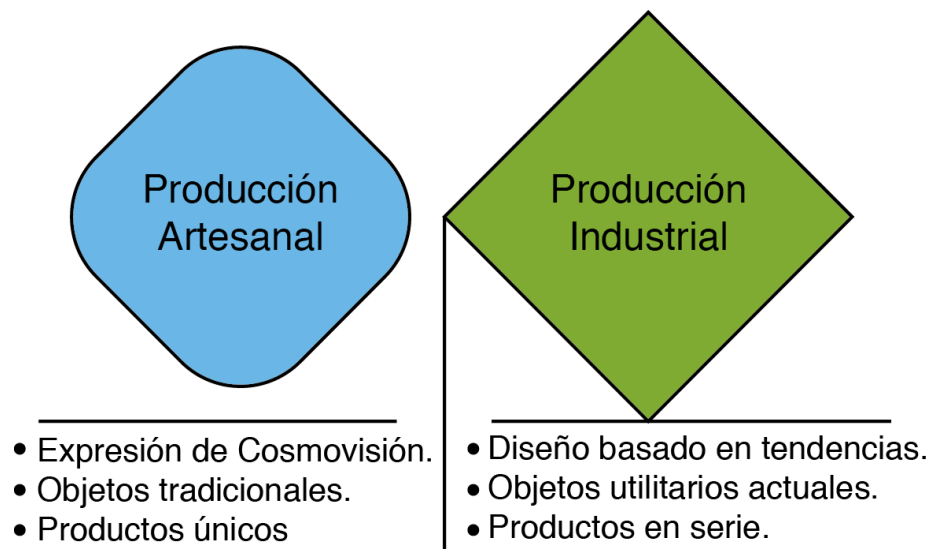 Producción
Artesanal
• Expresión de Cosmovisión.
• Objetos tradicionales.
• Productos únicos
Producción
Industrial
• Diseño basado en tendencias.
• Objetos utilitarios actuales.
• Productos en serie.